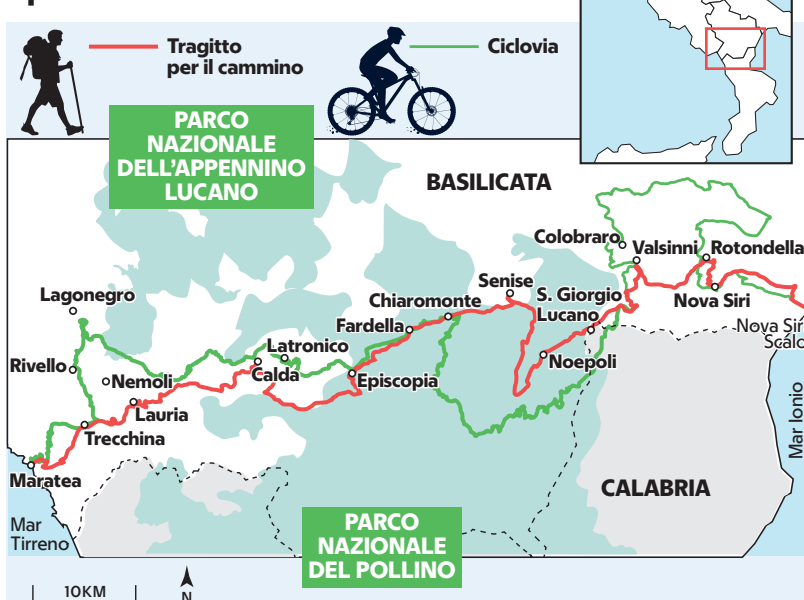 Tragitto
per il cammino
Ciclovia
PARCO
NAZIONALE
DELL'APPENNINO
LUCANO
BASILICATA
Colobraro
Valsinni
Rotondella
Lagonegro
Senise
S. Giorgio
Lucano
Nova Siri
Chiaromonte
Fardella
Nova Sir
Scalo
Latronico
Rivello
Nemoli
Calda
Episcopia
Noepoli
Lauria
Trecchina
Mar Ionio
Maratea
CALABRIA
Mar
Tirreno
PARCO
NAZIONALE
DEL POLLINO
10KM
N